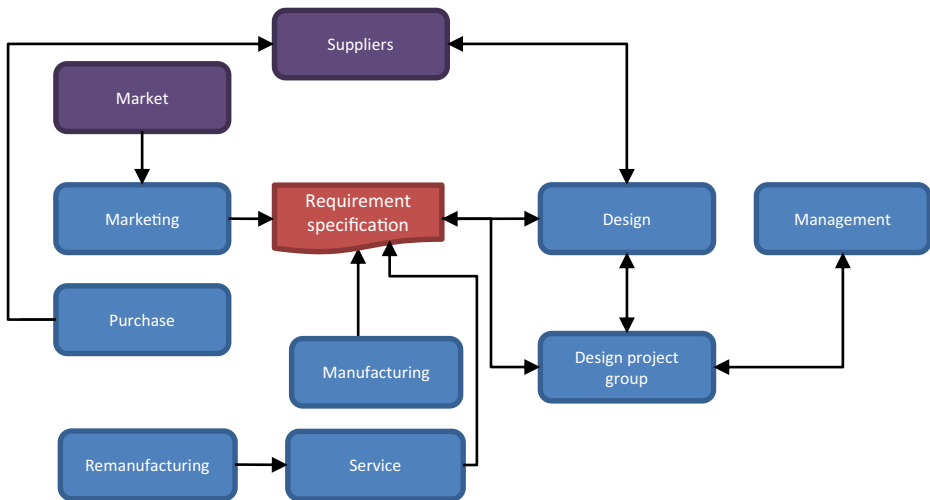 Suppliers
Market
Marketing
Requirement
specification
Design
Management
Purchase
Manufacturing
Design project
group
Remanufacturing
Service